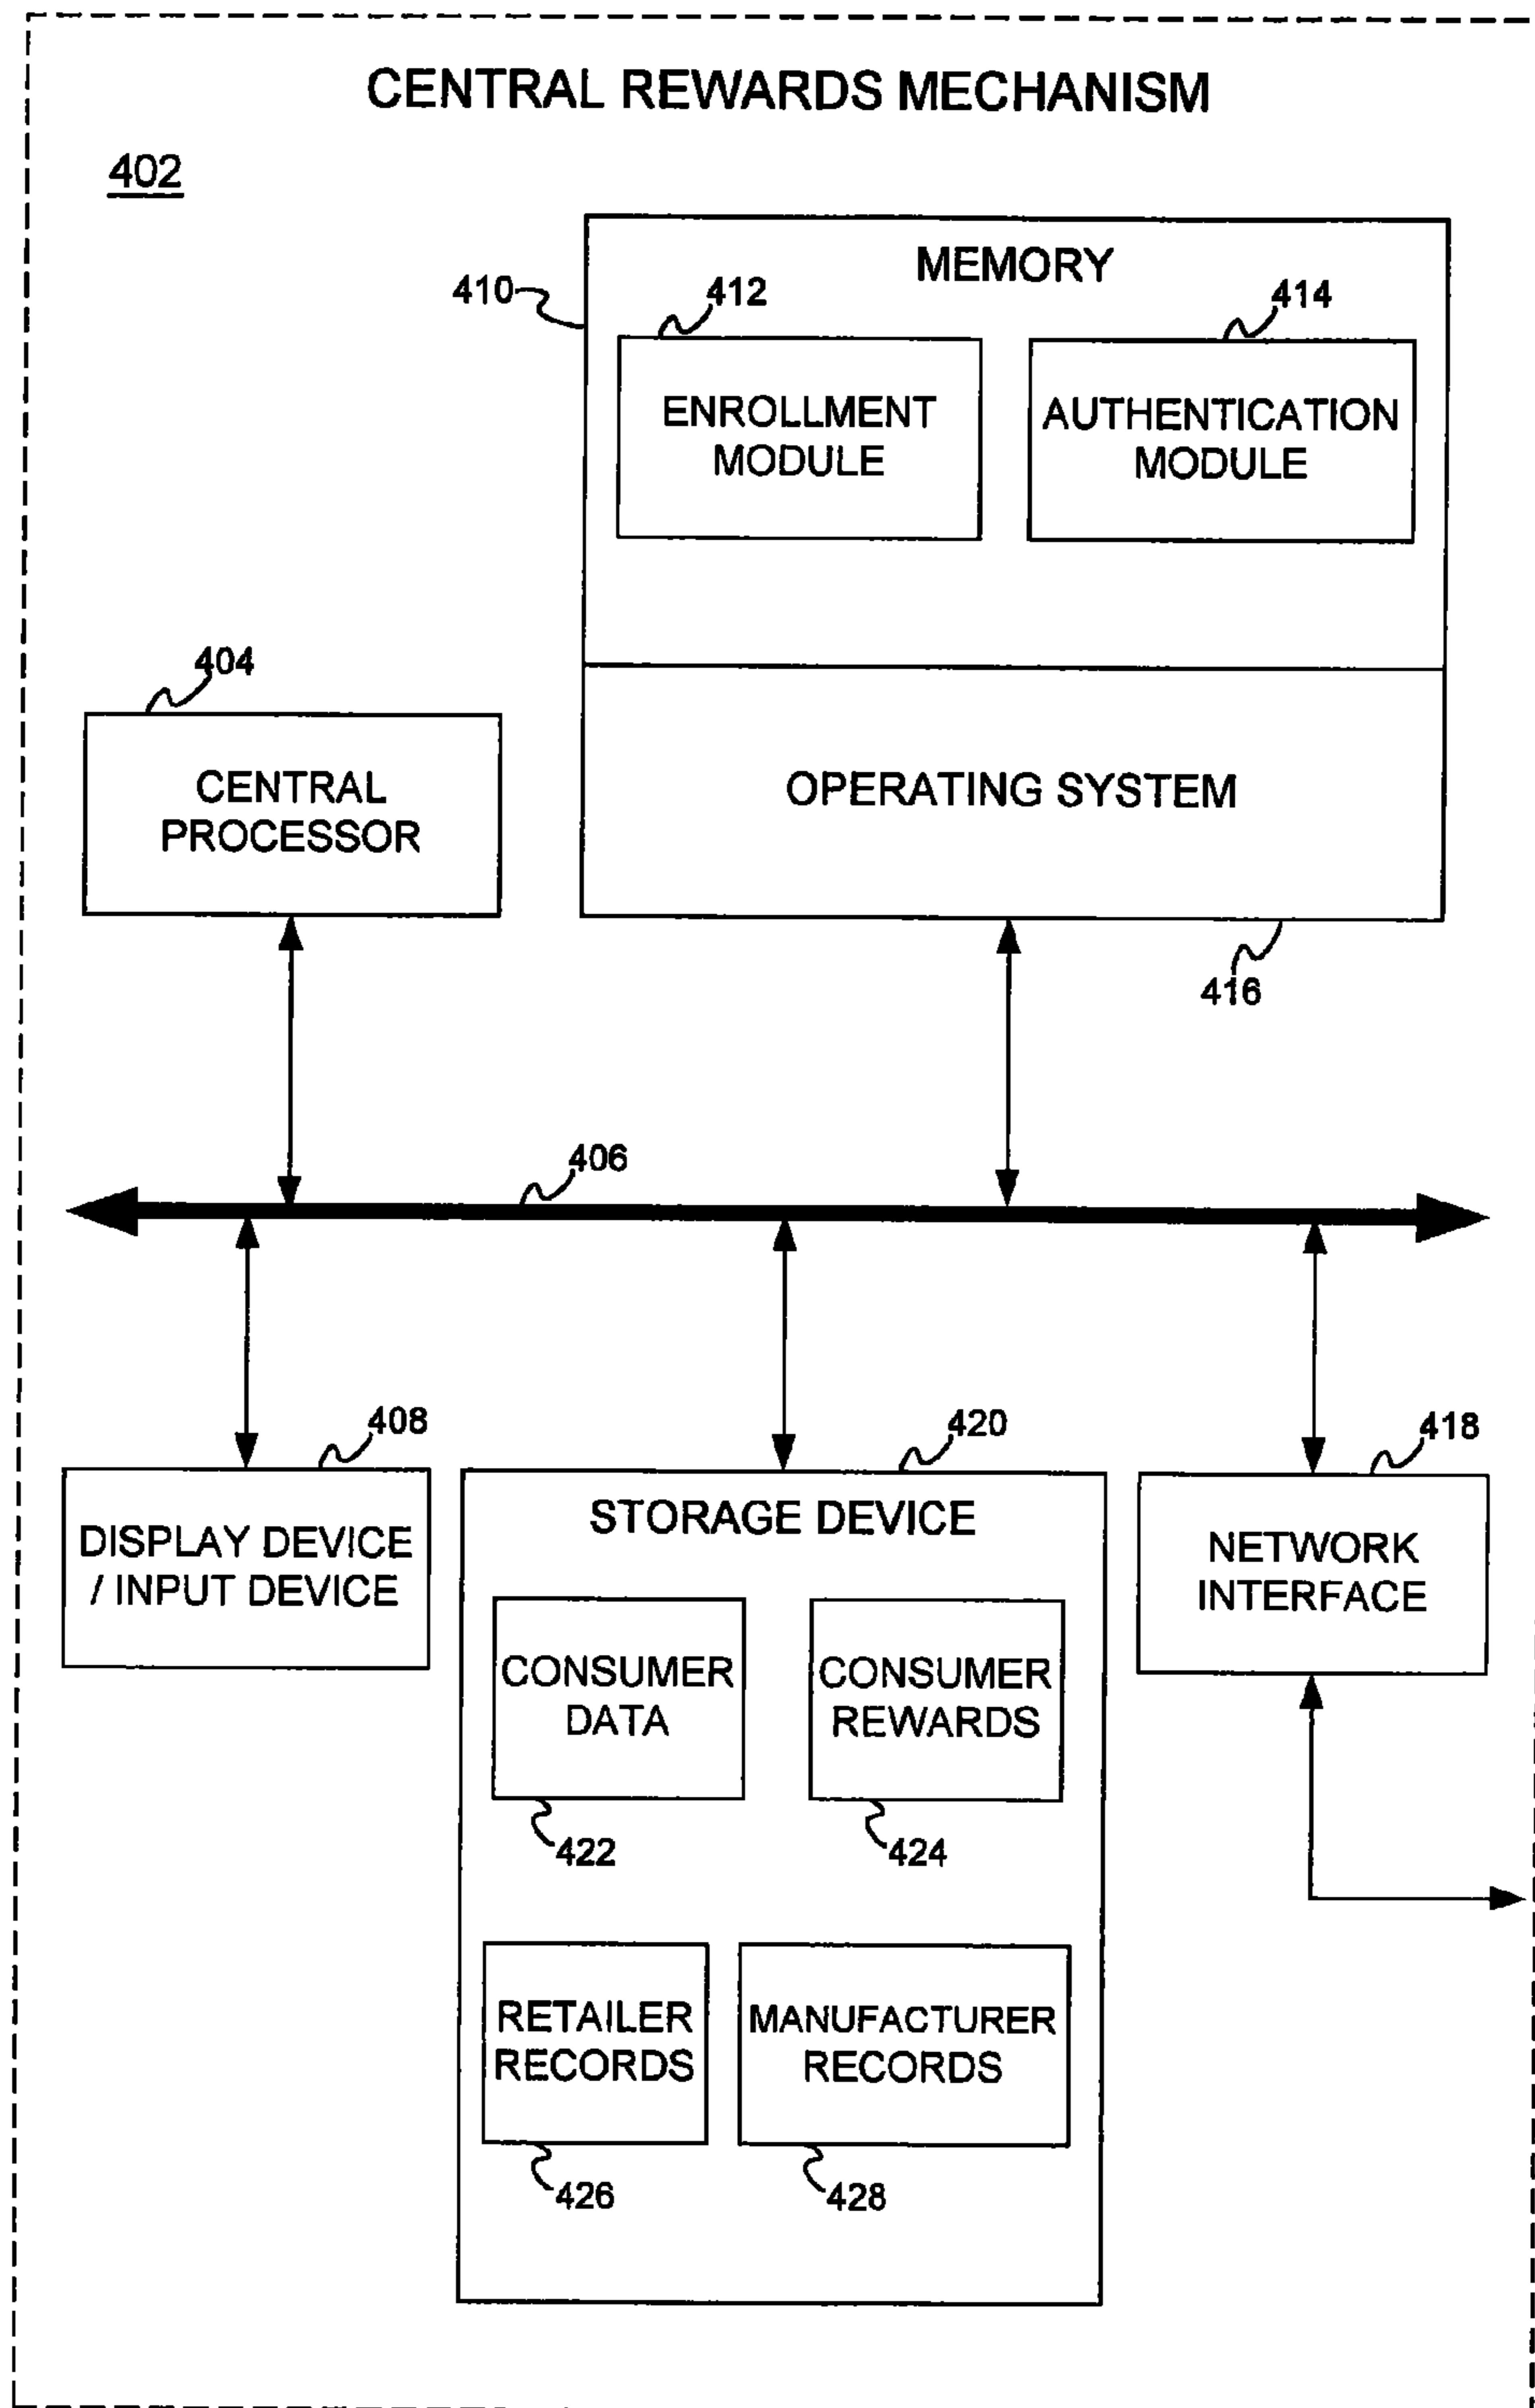 CENTRAL REWARDS MECHANISM
402
MEMORY
410
412
414
ENROLLMENT
MODULE
AUTHENTICATION
MODULE
404
CENTRAL
PROCESSOR
OPERATING SYSTEM
416
406
408
420
418
DISPLAY DEVICE
/ INPUT DEVICE
STORAGE DEVICE
NETWORK
INTERFACE
CONSUMER
DATA
CONSUMER
REWARDS
422
424
RETAILER
RECORDS
MANUFACTURER
RECORDS
426
428